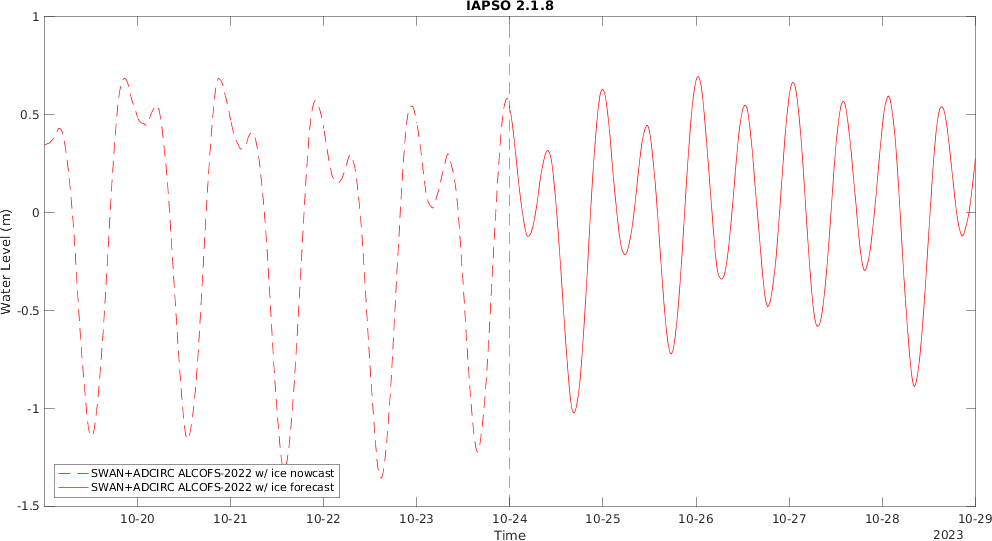 IAPSO 2.1.8
1
0.5
0
-0.5
-1
-1.5
Water Level (m)
SWAN+ADCIRC ALCOFS-2022 w/ ice nowcast
SWAN+ADCIRC ALCOFS-2022 w/ ice forecast
10-20 10-21 10-22 10-23 10-24 10-25 10-26 10-27 10-28 10-29
Time
2023